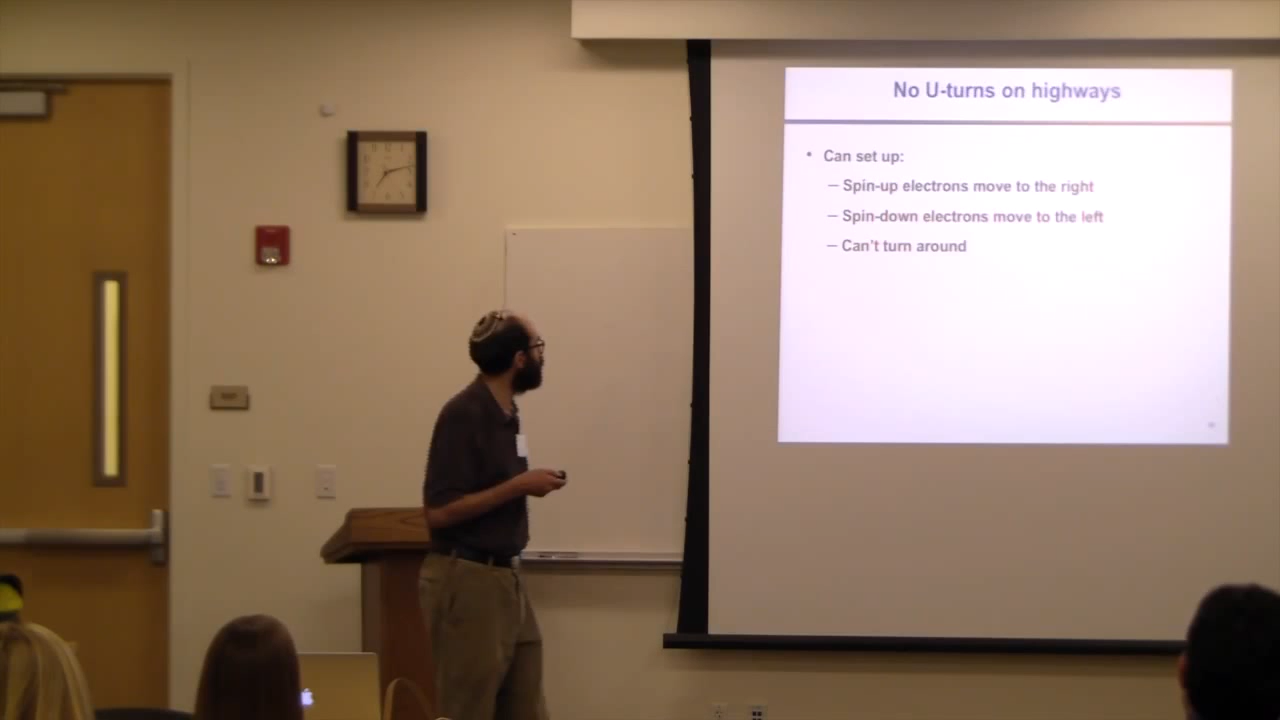 No U-turns on highways
• Can set up:
– Spin-up electrons move to the right
– Spin-down electrons move to the left
– Can't turn around